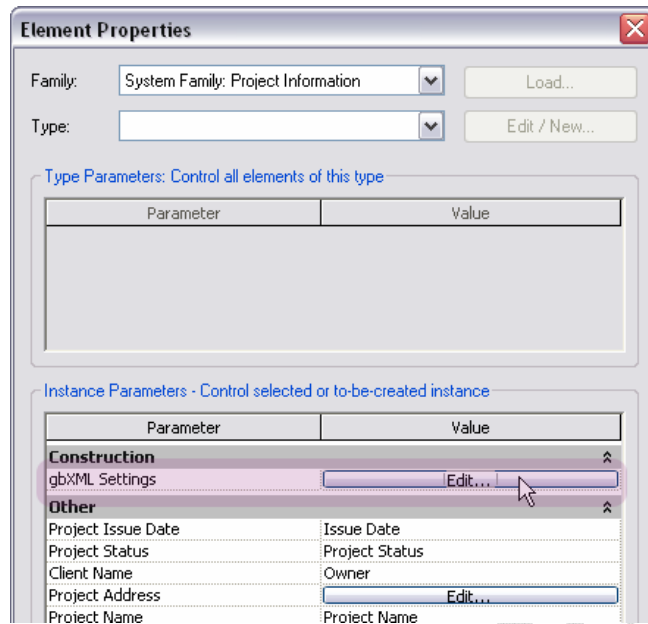 Element Properties
Family: System Family: Project Information Load...
Type: Edit / New...
Type Parameters: Control all elements of this type
Parameter Value
Instance Parameters - Control selected or to-be-created instance
Parameter Value
Construction
gbXML Settings Edit...
Other
Project Issue Date Issue Date
Project Status Project Status
Client Name Owner
Project Address Edit...
Project Name Project Name